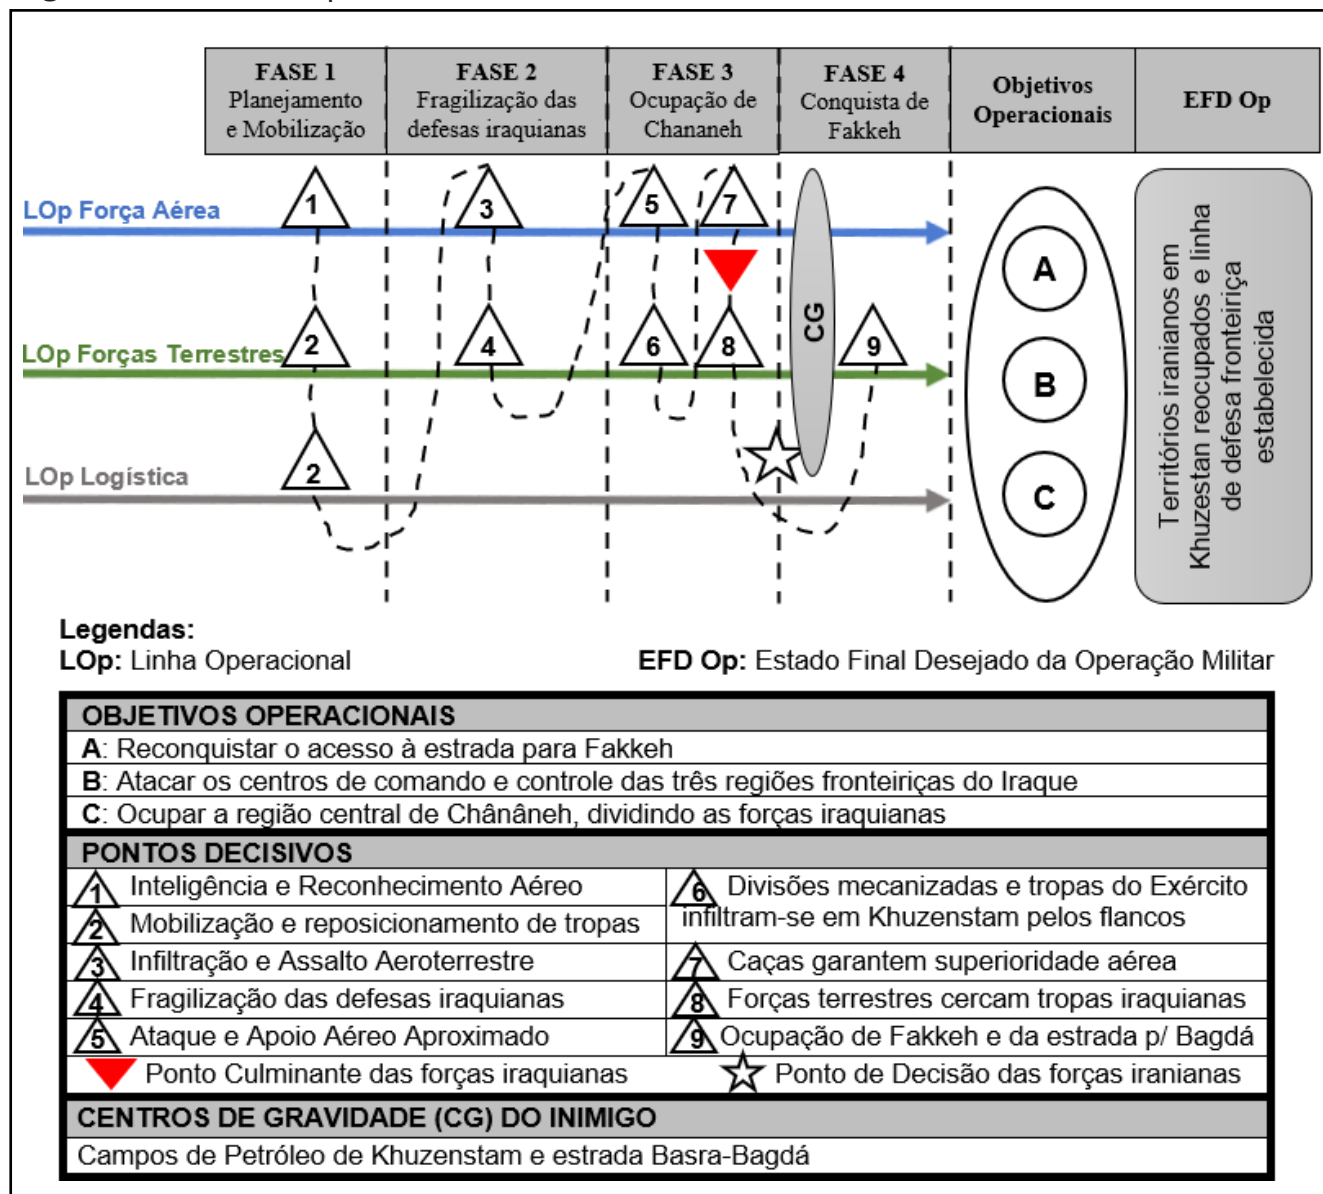 FASE 1
Planejamento
e Mobilização
FASE 2
Fragilização das
defesas iraquianas
FASE 3
Ocupação de
Chananeh
FASE 4
Conquista de
Fakkeh
Objetivos
Operacionais
EFD Op
LOp Força Aérea
1
3
5
7
LOp Forças Terrestres
2
4
6
8
9
LOp Logística
2
CG
A
B
C
Territórios iranianos em
Khuzestan reocupados e linha
de defesa fronteiriça
estabelecida
Legendas:
LOp: Linha Operacional
EFD Op: Estado Final Desejado da Operação Militar
OBJETIVOS OPERACIONAIS
A: Reconquistar o acesso à estrada para Fakkeh
B: Atacar os centros de comando e controle das três regiões fronteiriças do Iraque
C: Ocupar a região central de Chânâneh, dividindo as forças iraquianas
PONTOS DECISIVOS
1 Inteligência e Reconhecimento Aéreo
2 Mobilização e reposicionamento de tropas
3 Infiltração e Assalto Aeroterrestre
4 Fragilização das defesas iraquianas
5 Ataque e Apoio Aéreo Aproximado
6 Divisões mecanizadas e tropas do Exército
infiltram-se em Khuzenstam pelos flancos
7 Caças garantem superioridade aérea
8 Forças terrestres cercam tropas iraquianas
9 Ocupação de Fakkeh e da estrada p/ Bagdá
Ponto Culminante das forças iraquianas
Ponto de Decisão das forças iranianas
CENTROS DE GRAVIDADE (CG) DO INIMIGO
Campos de Petróleo de Khuzenstam e estrada Basra-Bagdá